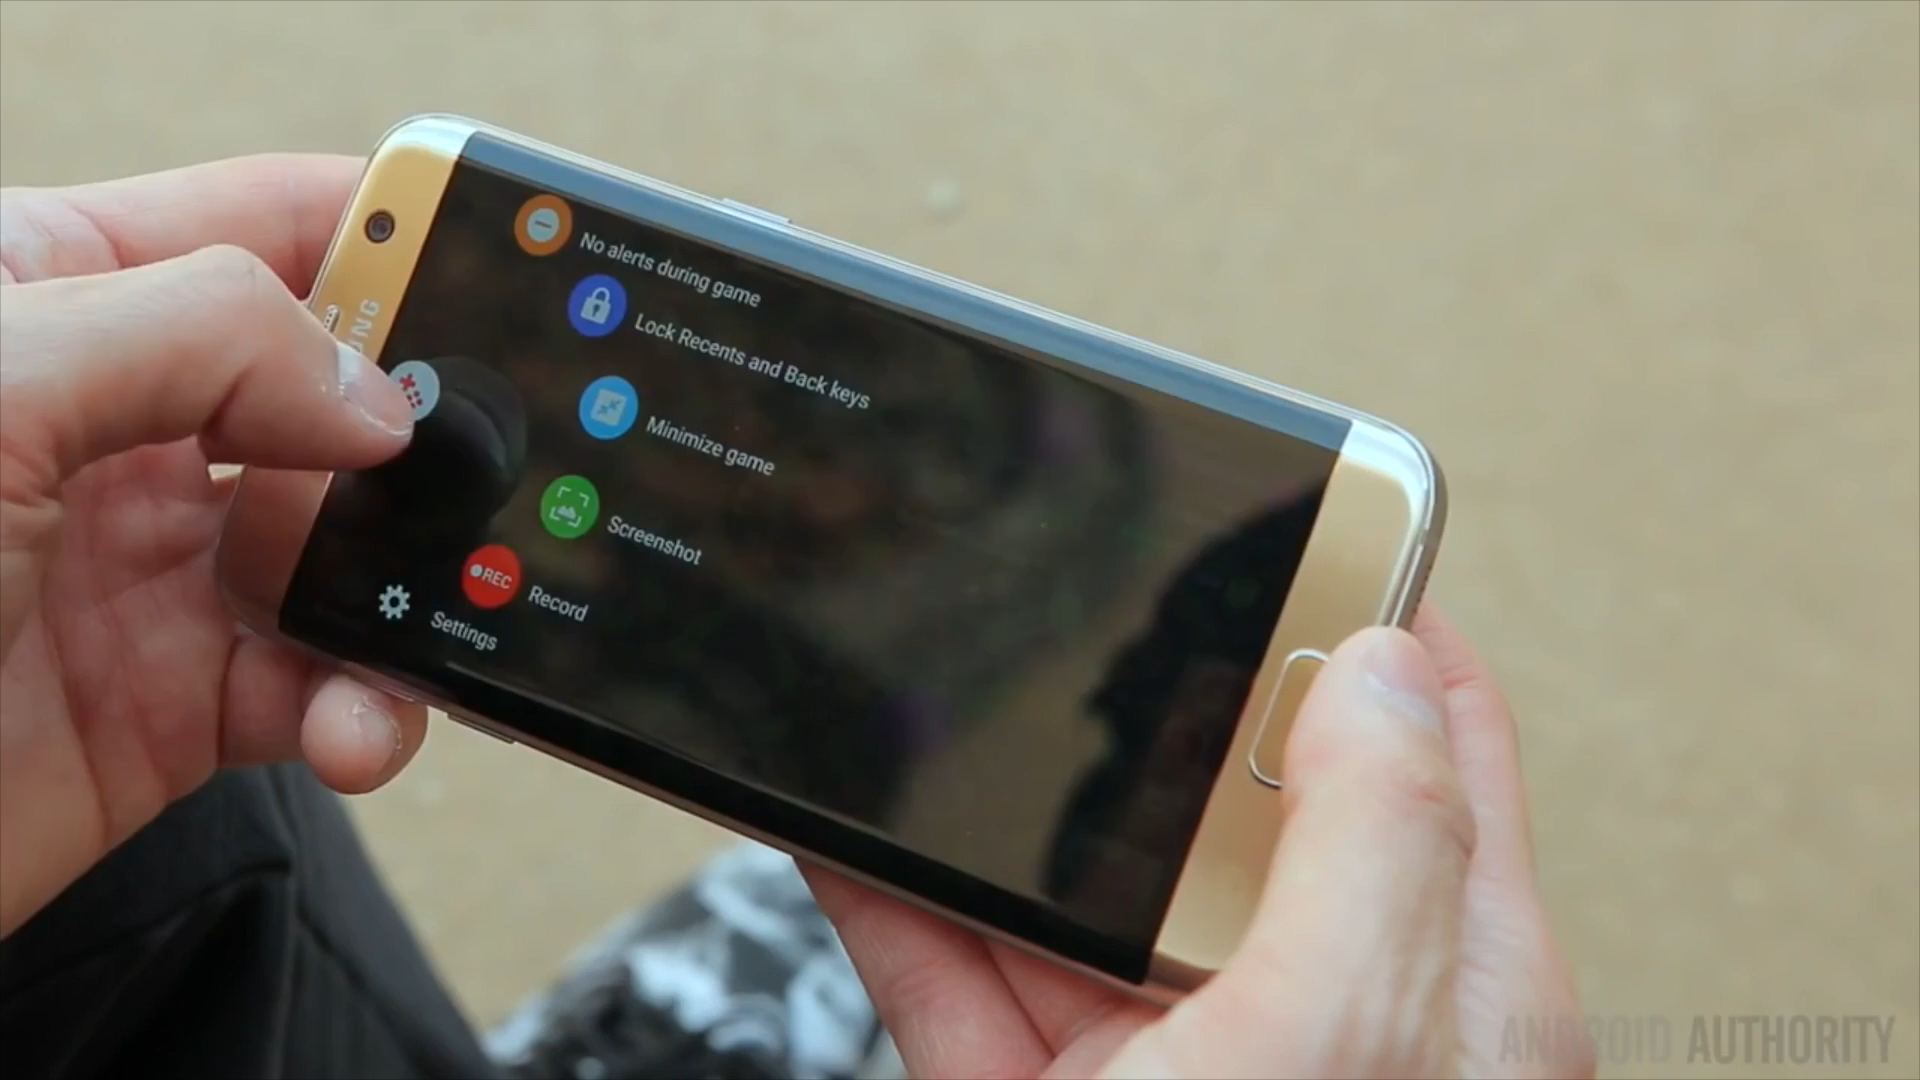 No alerts during game
Lock Recents and Back keys
Minimize game
Screenshot
REC
Record
Settings
ANDROID AUTHORITY